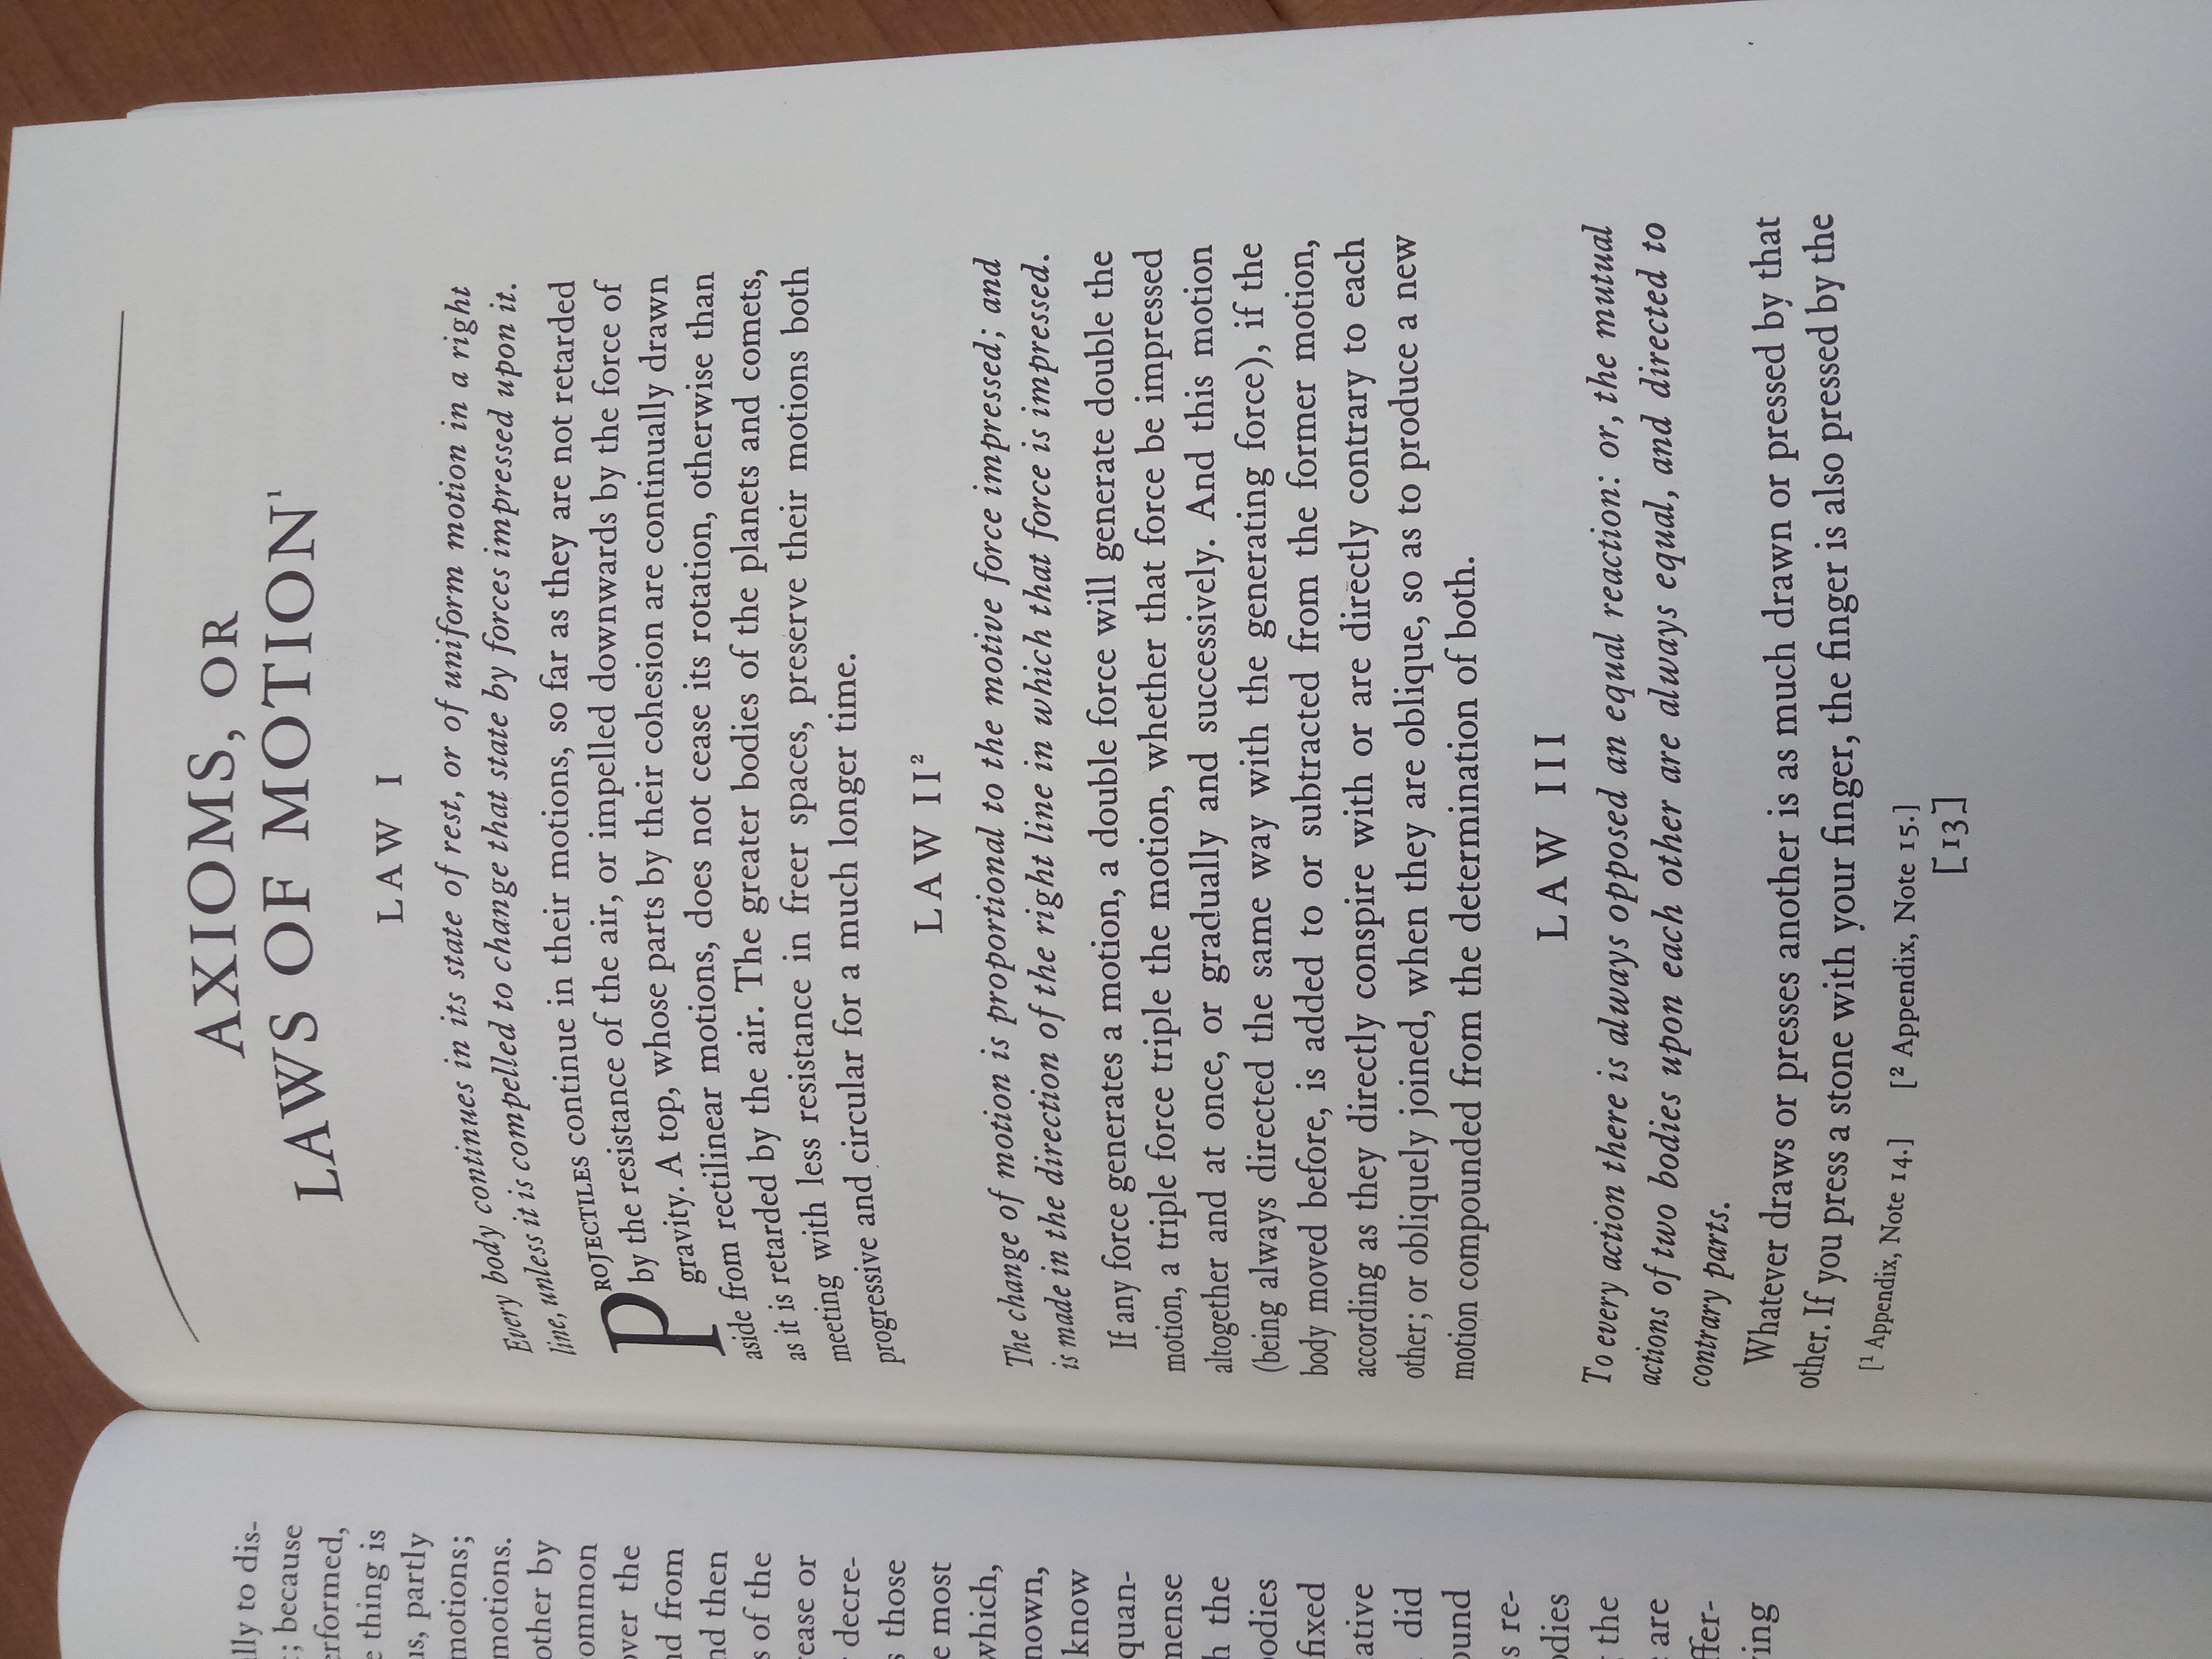 lly to dis-
; because
erformed,
thing is
us, partly
motions;
motions.
other by
common
over the
nd from
nd then
s of the
rease or
decre-
s those
e most
which,
nown,
know
quan-
mense
h the
bodies
fixed
lative
did
ound
s re-
odies
the
are
ffer-
ving
AXIOMS, OR
LAWS OF MOTION¹
LAW I
Every body continues in its state of rest, or of uniform motion in a right
line, unless it is compelled to change that state by forces impressed upon it.
PROJECTILES continue in their motions, so far as they are not retarded
by the resistance of the air, or impelled downwards by the force of
gravity. A top, whose parts by their cohesion are continually drawn
aside from rectilinear motions, does not cease its rotation, otherwise than
as it is retarded by the air. The greater bodies of the planets and comets,
meeting with less resistance in freer spaces, preserve their motions both
progressive and circular for a much longer time.
LAW II²
The change of motion is proportional to the motive force impressed; and
is made in the direction of the right line in which that force is impressed.
If any force generates a motion, a double force will generate double the
motion, a triple force triple the motion, whether that force be impressed
altogether and at once, or gradually and successively. And this motion
(being always directed the same way with the generating force), if the
body moved before, is added to or subtracted from the former motion,
according as they directly conspire with or are directly contrary to each
other; or obliquely joined, when they are oblique, so as to produce a new
motion compounded from the determination of both.
LAW III
To every action there is always opposed an equal reaction: or, the mutual
actions of two bodies upon each other are always equal, and directed to
contrary parts.
Whatever draws or presses another is as much drawn or pressed by that
other. If you press a stone with your finger, the finger is also pressed by the
[¹ Appendix, Note 14.] [² Appendix, Note 15.]
[13]